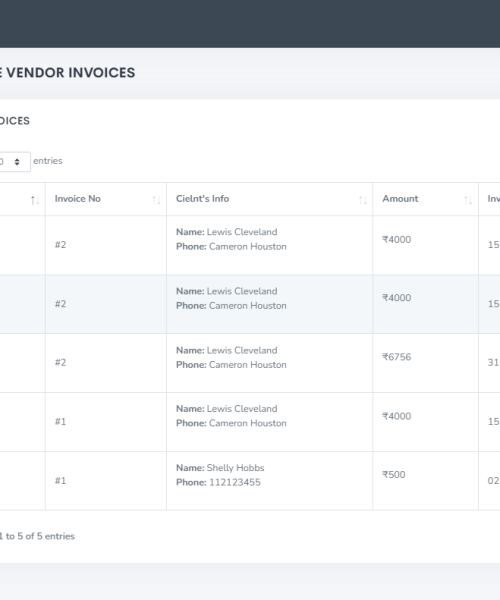 E VENDOR INVOICES
OICES
0 entries
Invoice No Cielnt's Info Amount Inv
#2 Name: Lewis Cleveland ₹4000 15
Phone: Cameron Houston
#2 Name: Lewis Cleveland ₹4000 15
Phone: Cameron Houston
#2 Name: Lewis Cleveland ₹6756 31
Phone: Cameron Houston
#1 Name: Lewis Cleveland ₹4000 15
Phone: Cameron Houston
#1 Name: Shelly Hobbs ₹500 02
Phone: 112123455
1 to 5 of 5 entries